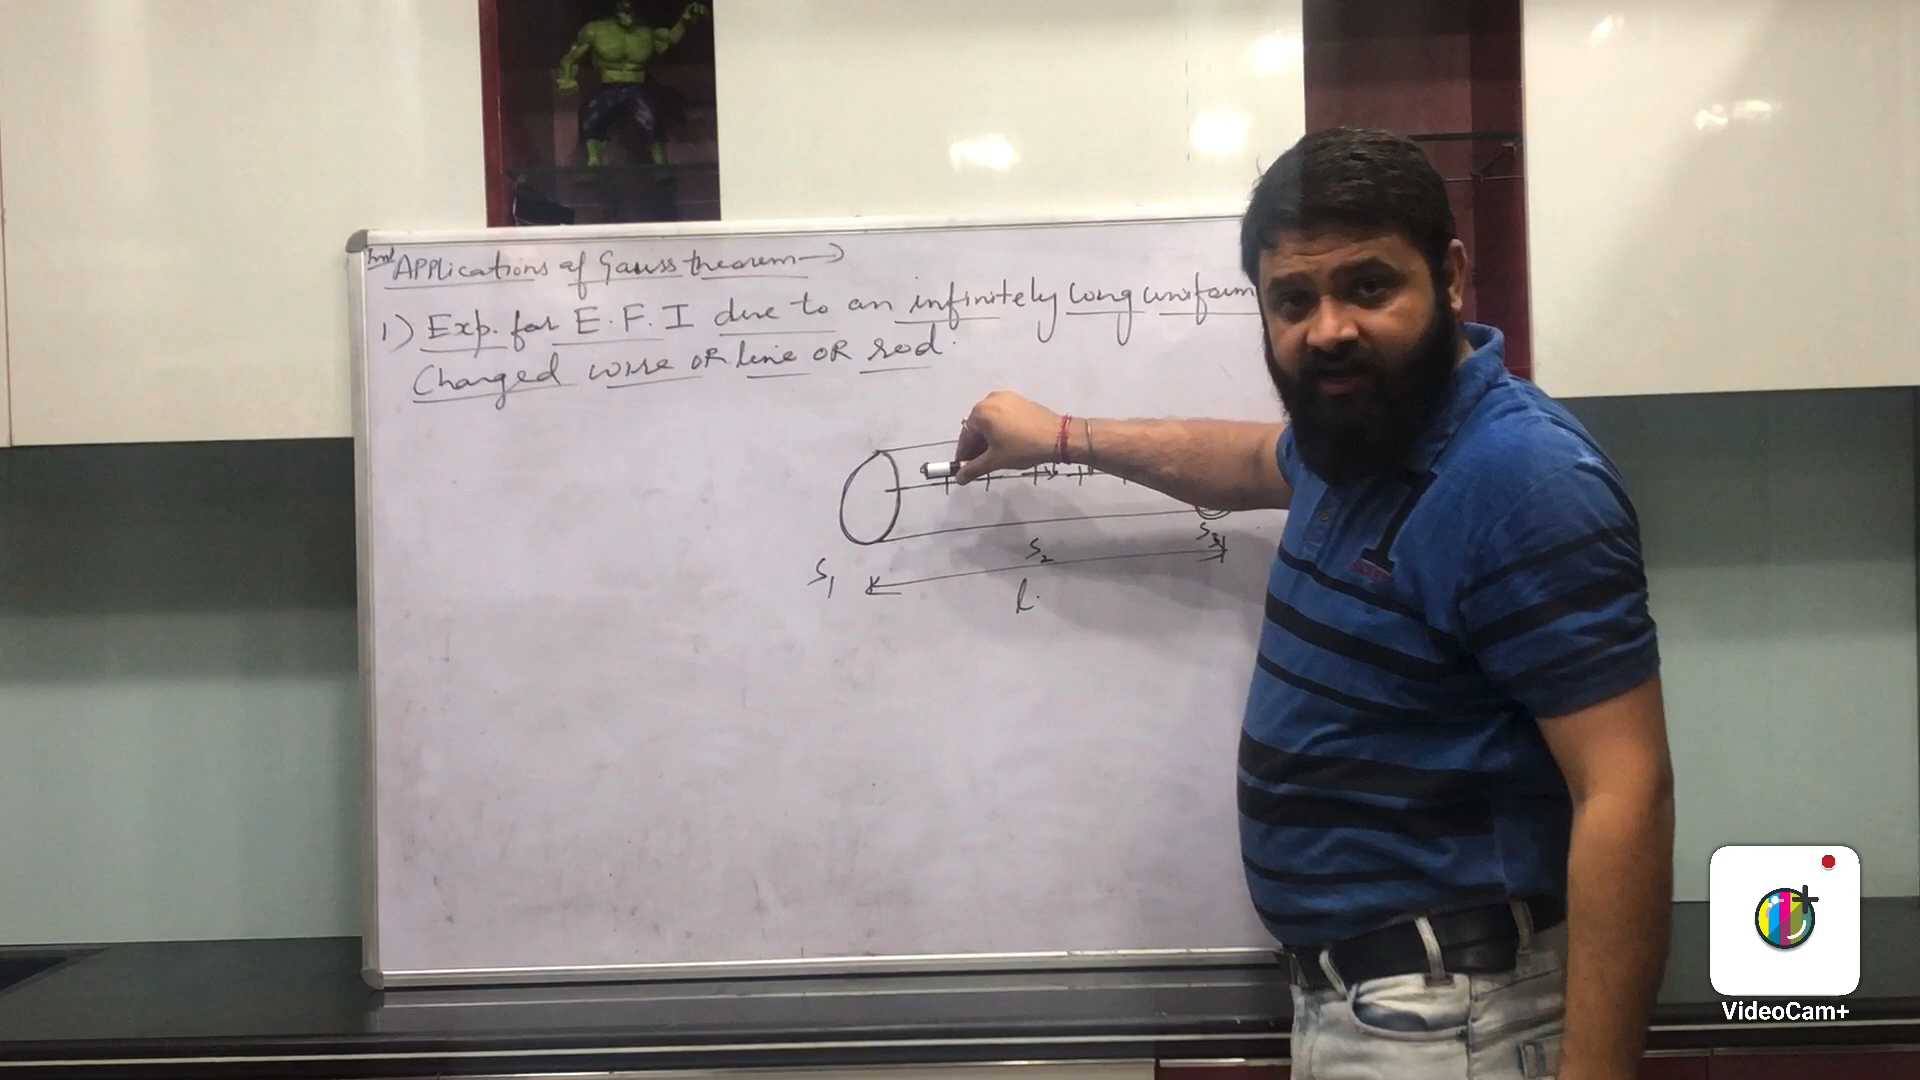 Imp Applications of Gauss theorem →
1) Exp. for E.F.I due to an infinitely long uniform
Charged wire OR line OR rod.
S1
S2
S3
l
VideoCam+